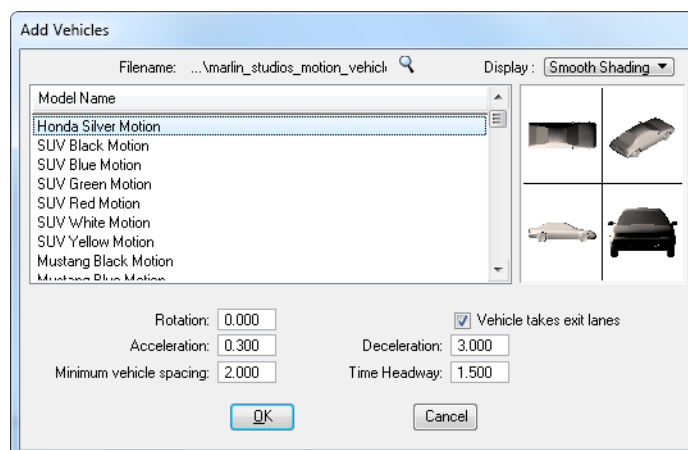 Add Vehicles
Filename: ...\marlin_studios_motion_vehicl Display : Smooth Shading
Model Name
Honda Silver Motion
SUV Black Motion
SUV Blue Motion
SUV Green Motion
SUV Red Motion
SUV White Motion
SUV Yellow Motion
Mustang Black Motion
Mustang Blue Motion
Rotation: 0.000 Vehicle takes exit lanes
Acceleration: 0.300 Deceleration: 3.000
Minimum vehicle spacing: 2.000 Time Headway: 1.500
OK Cancel